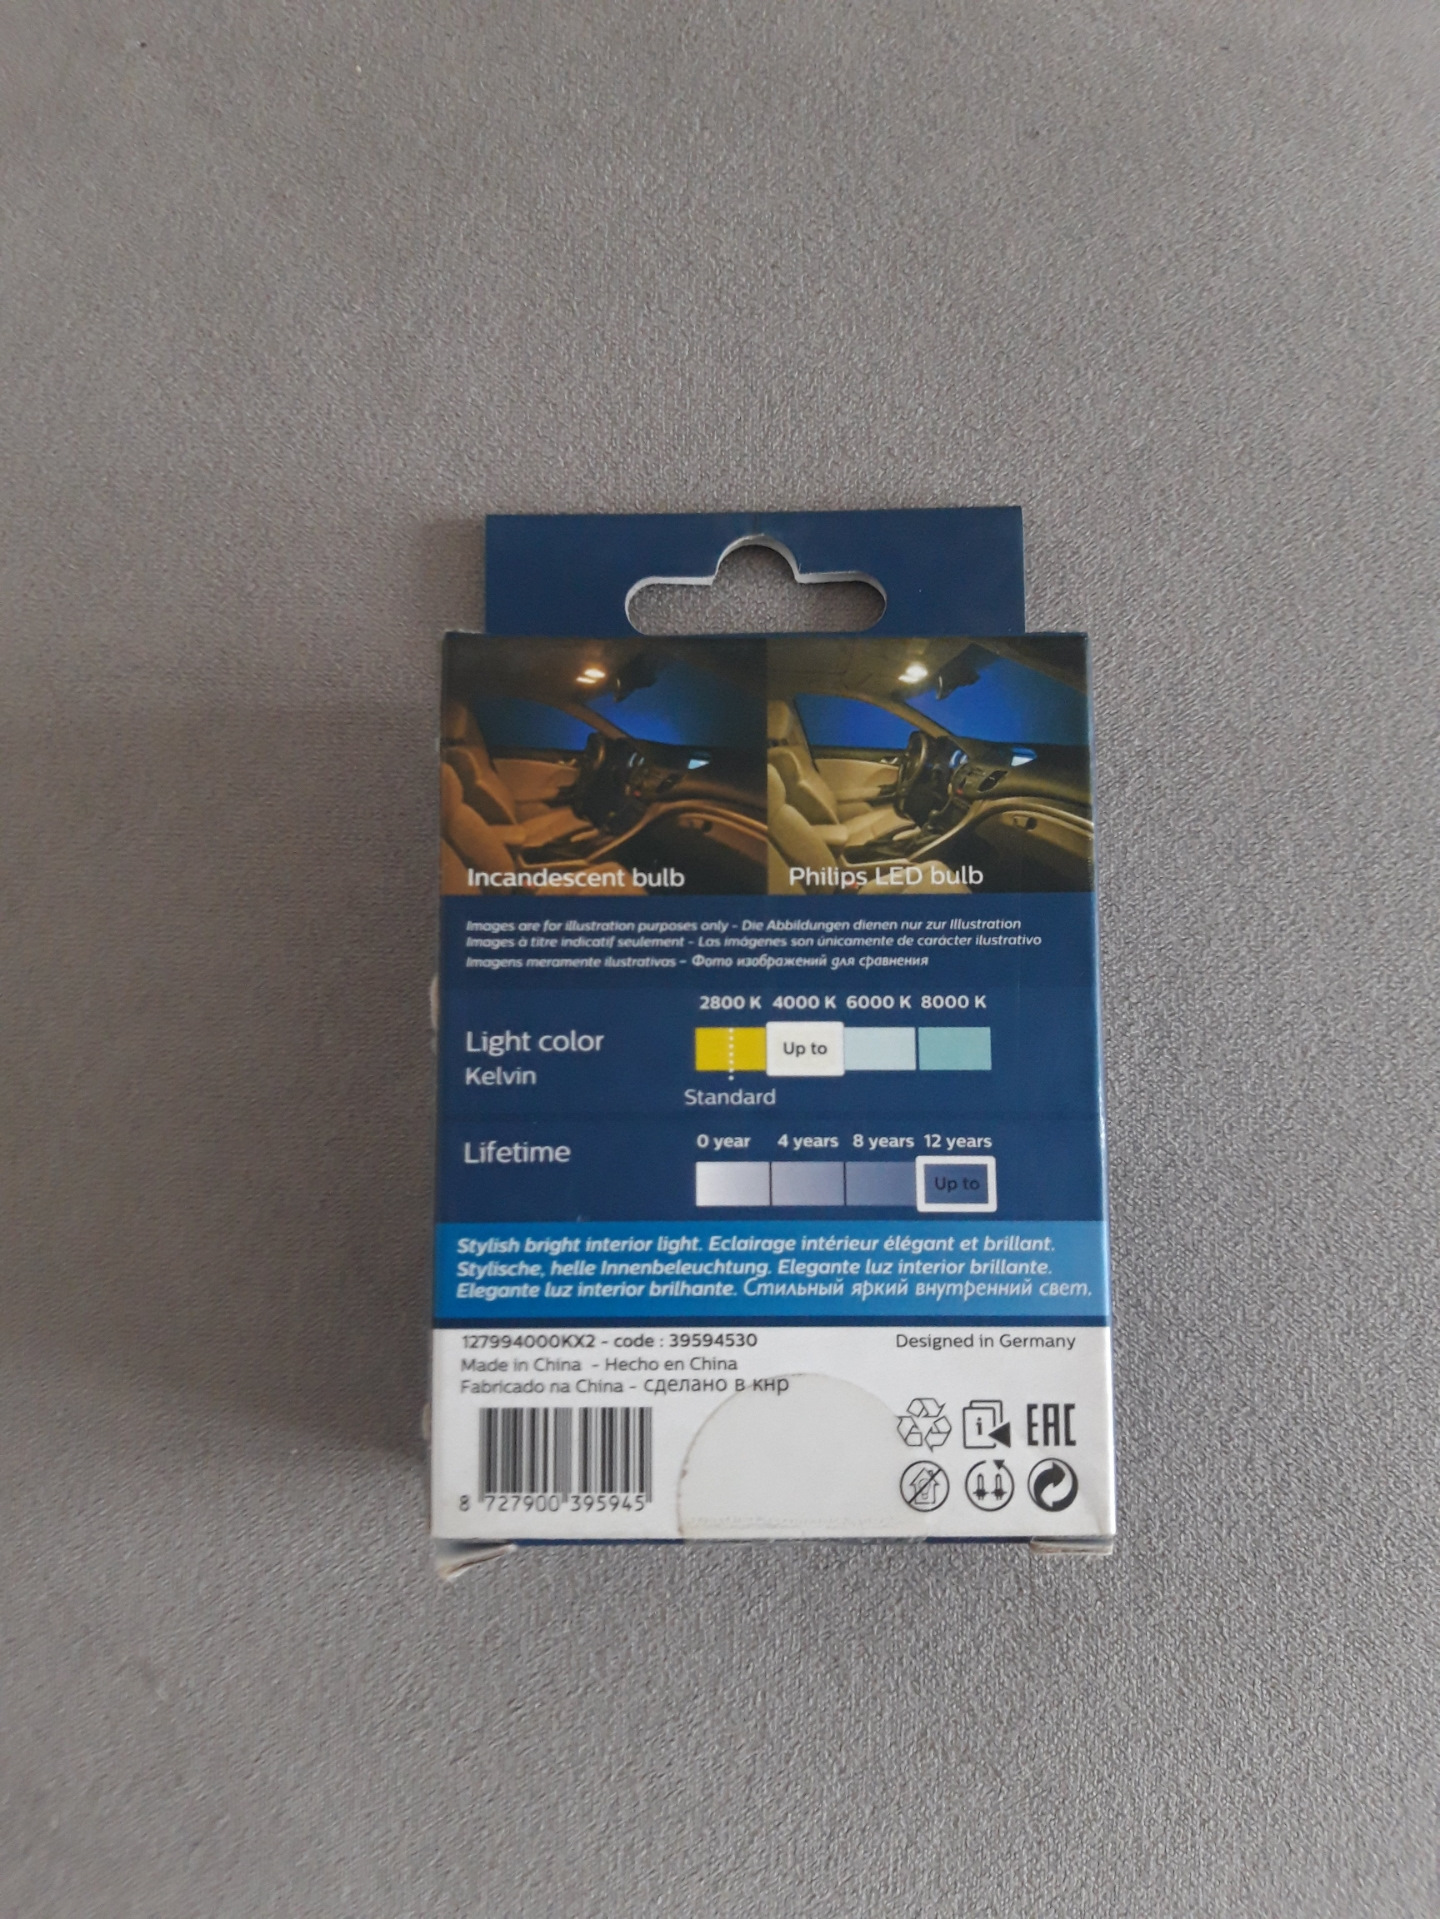 Incandescent bulb
Philips LED bulb
Images are for illustration purposes only - Die Abbildungen dienen nur zur Illustration
Images à titre indicatif seulement - Las imágenes son únicamente de carácter ilustrativo
Imagens meramente ilustrativas - Фото изображений для сравнения
2800 K 4000 K 6000 K 8000 K
Light color
Kelvin
Up to
Standard
0 year 4 years 8 years 12 years
Lifetime
Up to
Stylish bright interior light. Eclairage intérieur élégant et brillant.
Stylische, helle Innenbeleuchtung. Elegante luz interior brillante.
Elegante luz interior brilhante. Стильный яркий внутренний свет.
127994000KX2 - code : 39594530
Designed in Germany
Made in China - Hecho en China
Fabricado na China - сделано в кнр
EAC
8 727900 395945